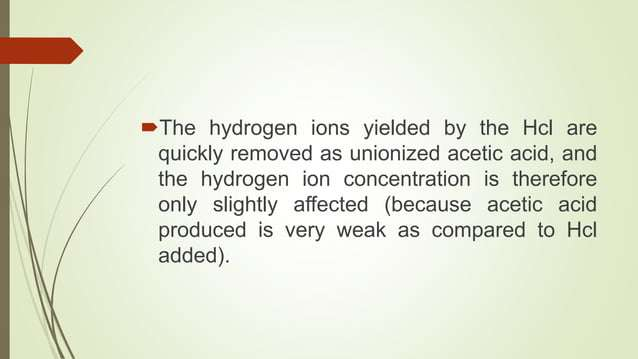 The hydrogen ions yielded by the Hcl are
quickly removed as unionized acetic acid, and
the hydrogen ion concentration is therefore
only slightly affected (because acetic acid
produced is very weak as compared to Hcl
added).